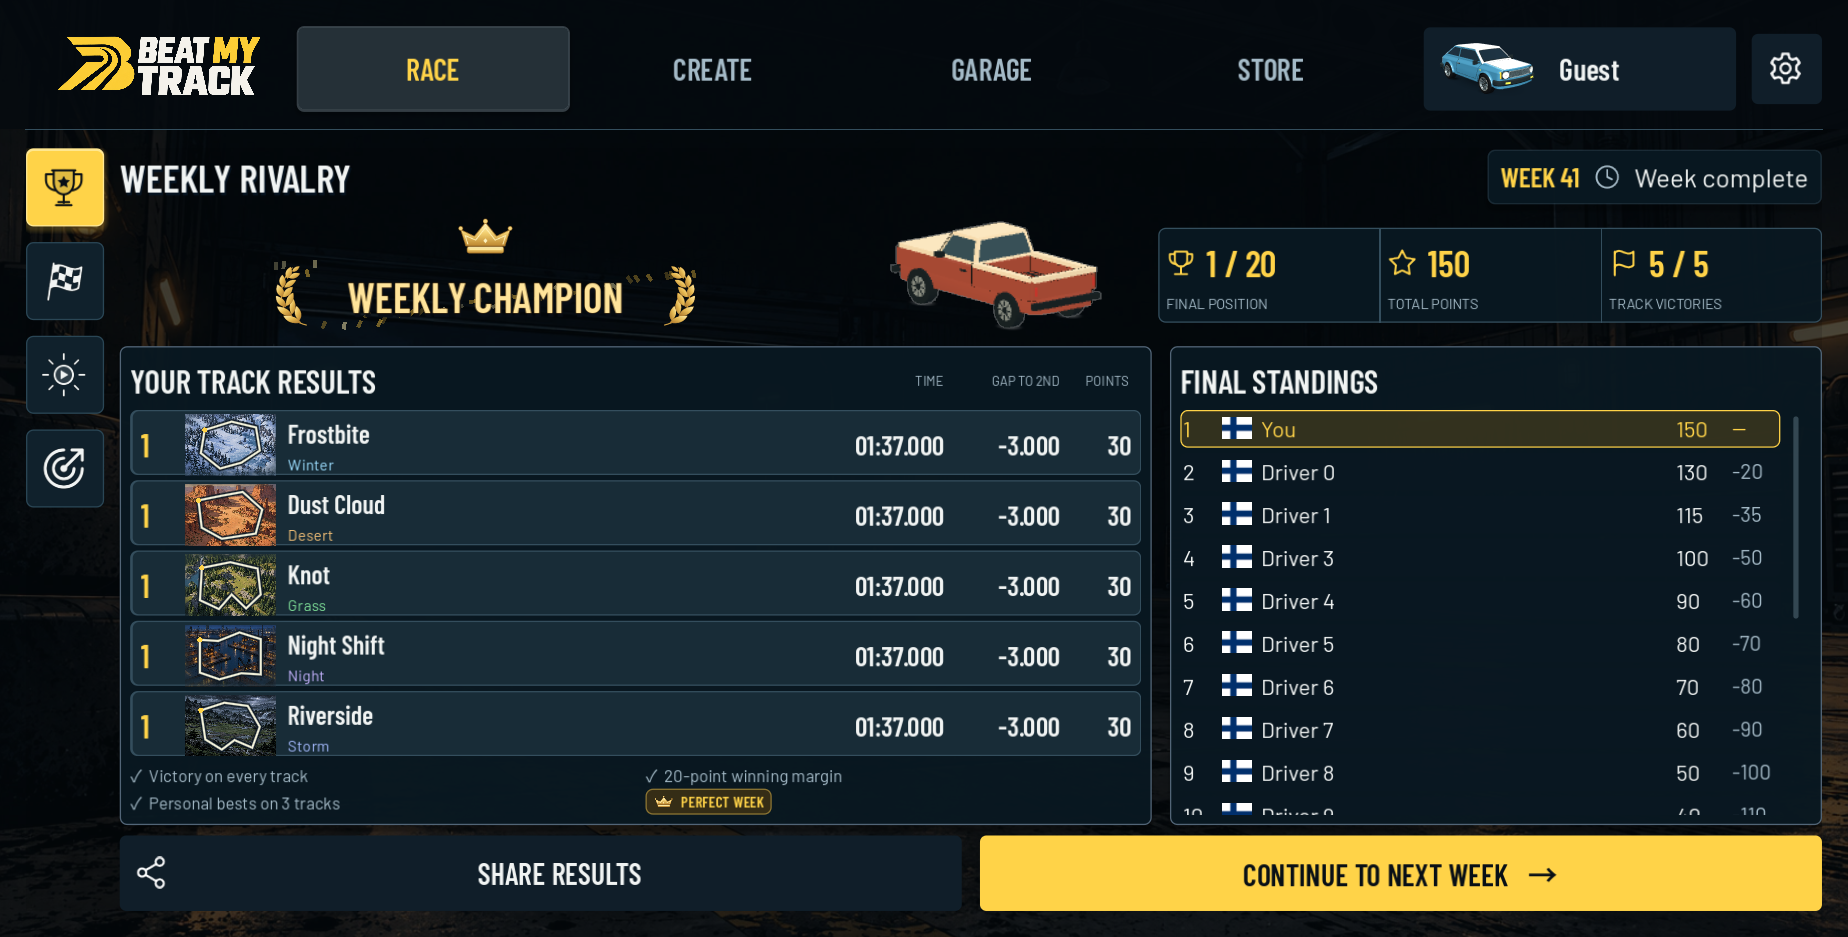 BEAT MY
TRACK
RACE
CREATE
GARAGE
STORE
Guest
WEEKLY RIVALRY
WEEK 41 Week complete
WEEKLY CHAMPION
1 / 20
FINAL POSITION
150
TOTAL POINTS
5 / 5
TRACK VICTORIES
YOUR TRACK RESULTS TIME GAP TO 2ND POINTS
1 Frostbite 01:37.000 -3.000 30
Winter
1 Dust Cloud 01:37.000 -3.000 30
Desert
1 Knot 01:37.000 -3.000 30
Grass
1 Night Shift 01:37.000 -3.000 30
Night
1 Riverside 01:37.000 -3.000 30
Storm
✓ Victory on every track
✓ 20-point winning margin
✓ Personal bests on 3 tracks
PERFECT WEEK
FINAL STANDINGS
1 You 150 –
2 Driver 0 130 -20
3 Driver 1 115 -35
4 Driver 3 100 -50
5 Driver 4 90 -60
6 Driver 5 80 -70
7 Driver 6 70 -80
8 Driver 7 60 -90
9 Driver 8 50 -100
SHARE RESULTS
CONTINUE TO NEXT WEEK →